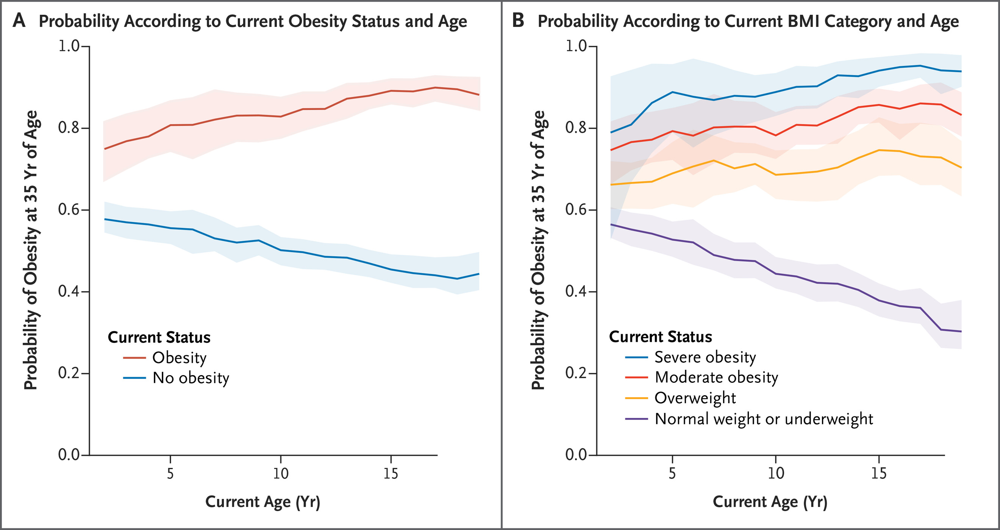 A Probability According to Current Obesity Status and Age
1.0
0.8
0.6
0.4
0.2
0.0
Probability of Obesity at 35 Yr of Age
Current Status
Obesity
No obesity
5 10 15
Current Age (Yr)
B Probability According to Current BMI Category and Age
1.0
0.8
0.6
0.4
0.2
0.0
Probability of Obesity at 35 Yr of Age
Current Status
Severe obesity
Moderate obesity
Overweight
Normal weight or underweight
5 10 15
Current Age (Yr)